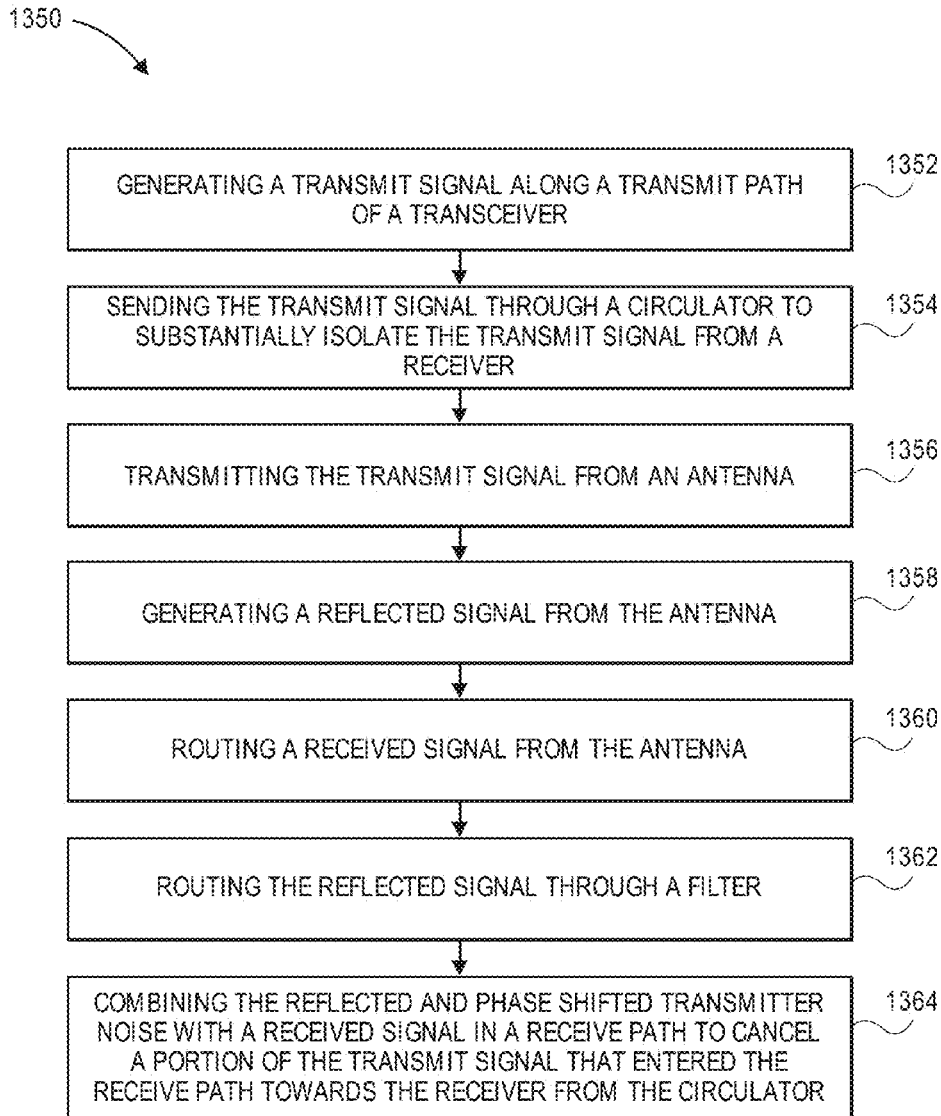 1350
GENERATING A TRANSMIT SIGNAL ALONG A TRANSMIT PATH
OF A TRANSCEIVER
1352
SENDING THE TRANSMIT SIGNAL THROUGH A CIRCULATOR TO
SUBSTANTIALLY ISOLATE THE TRANSMIT SIGNAL FROM A
RECEIVER
1354
TRANSMITTING THE TRANSMIT SIGNAL FROM AN ANTENNA
1356
GENERATING A REFLECTED SIGNAL FROM THE ANTENNA
1358
ROUTING A RECEIVED SIGNAL FROM THE ANTENNA
1360
ROUTING THE REFLECTED SIGNAL THROUGH A FILTER
1362
COMBINING THE REFLECTED AND PHASE SHIFTED TRANSMITTER
NOISE WITH A RECEIVED SIGNAL IN A RECEIVE PATH TO CANCEL
A PORTION OF THE TRANSMIT SIGNAL THAT ENTERED THE
RECEIVE PATH TOWARDS THE RECEIVER FROM THE CIRCULATOR
1364